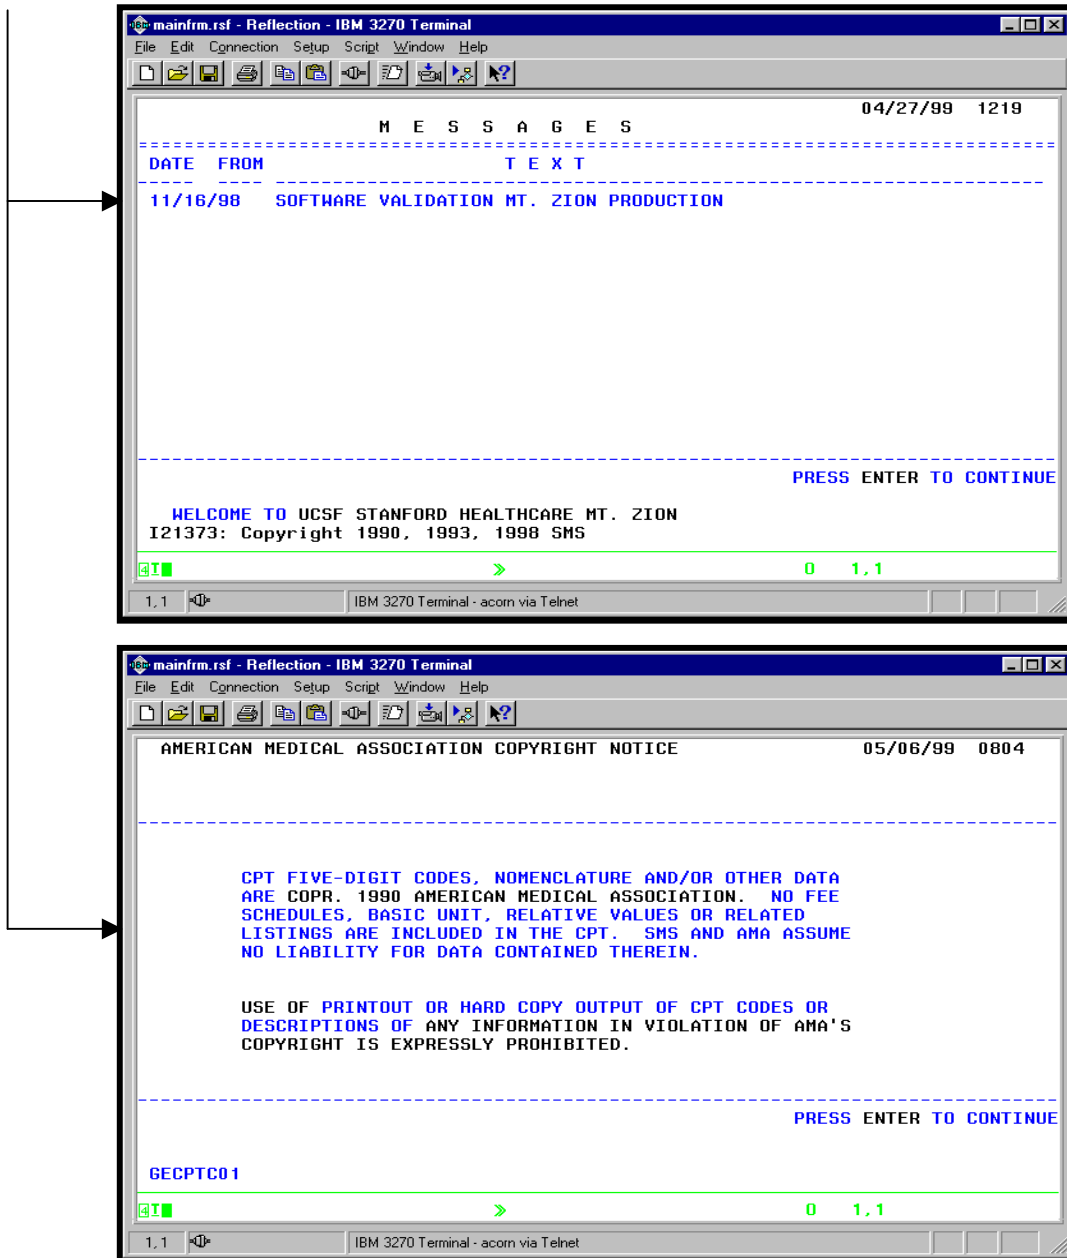 mainfrm.rsf - Reflection - IBM 3270 Terminal
File Edit Connection Setup Script Window Help
04/27/99 1219
M E S S A G E S
DATE FROM T E X T
11/16/98 SOFTWARE VALIDATION MT. ZION PRODUCTION
PRESS ENTER TO CONTINUE
WELCOME TO UCSF STANFORD HEALTHCARE MT. ZION
I21373: Copyright 1990, 1993, 1998 SMS
4 I » 0 1,1
1, 1 IBM 3270 Terminal - acorn via Telnet
mainfrm.rsf - Reflection - IBM 3270 Terminal
File Edit Connection Setup Script Window Help
AMERICAN MEDICAL ASSOCIATION COPYRIGHT NOTICE 05/06/99 0804
CPT FIVE-DIGIT CODES, NOMENCLATURE AND/OR OTHER DATA
ARE COPR. 1990 AMERICAN MEDICAL ASSOCIATION. NO FEE
SCHEDULES, BASIC UNIT, RELATIVE VALUES OR RELATED
LISTINGS ARE INCLUDED IN THE CPT. SMS AND AMA ASSUME
NO LIABILITY FOR DATA CONTAINED THEREIN.
USE OF PRINTOUT OR HARD COPY OUTPUT OF CPT CODES OR
DESCRIPTIONS OF ANY INFORMATION IN VIOLATION OF AMA'S
COPYRIGHT IS EXPRESSLY PROHIBITED.
PRESS ENTER TO CONTINUE
GECPTC01
4 I » 0 1,1
1, 1 IBM 3270 Terminal - acorn via Telnet